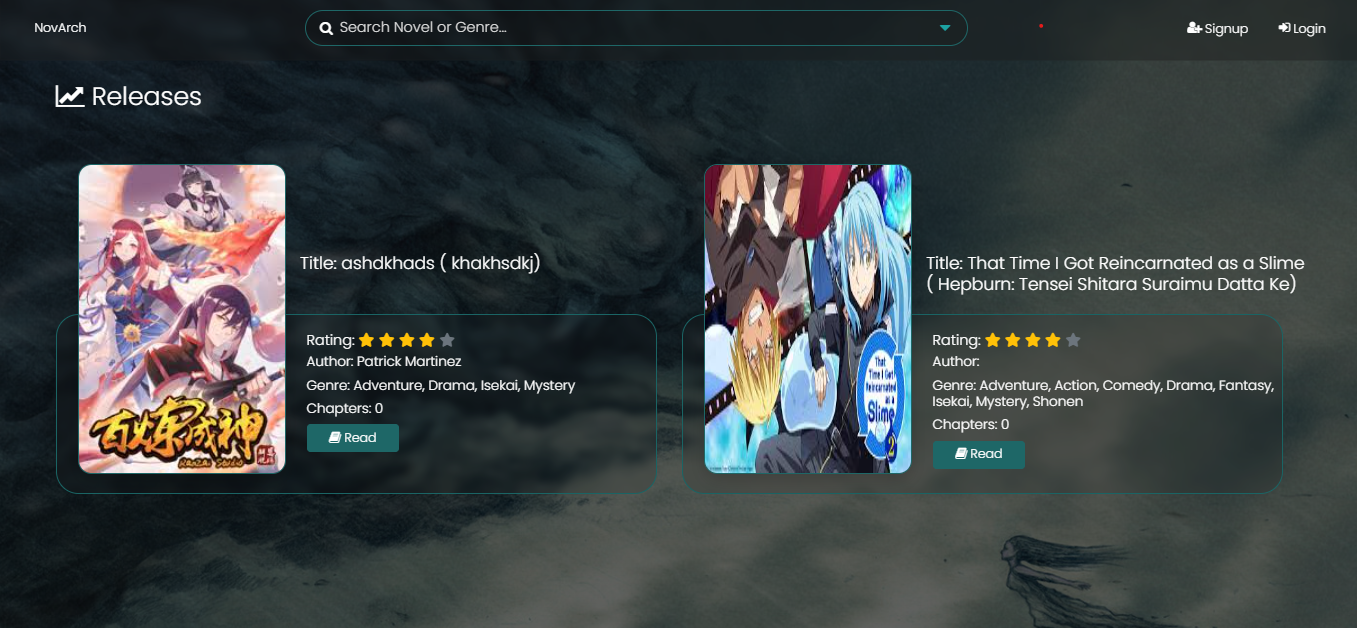 NovArch
Search Novel or Genre...
Signup
Login
Releases
百炼成神
Title: ashdkhads ( khakhsdkj)
Rating:
Author: Patrick Martinez
Genre: Adventure, Drama, Isekai, Mystery
Chapters: 0
Read
That
Time I Got
Reincarnated
as a
Slime
2
Title: That Time I Got Reincarnated as a Slime
( Hepburn: Tensei Shitara Suraimu Datta Ke)
Rating:
Author:
Genre: Adventure, Action, Comedy, Drama, Fantasy,
Isekai, Mystery, Shonen
Chapters: 0
Read